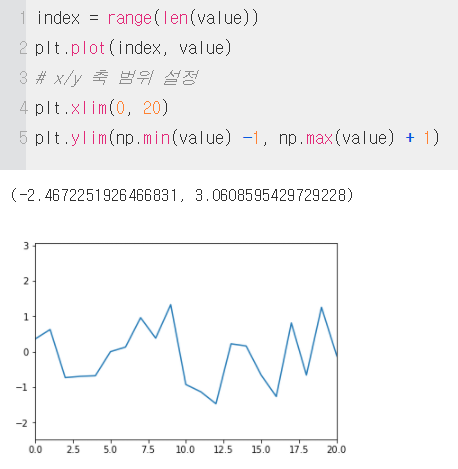 1 index = range(len(value))
2 plt.plot(index, value)
3 # x/y 축 범위 설정
4 plt.xlim(0, 20)
5 plt.ylim(np.min(value) -1, np.max(value) + 1)
(-2.4672251926466831, 3.0608595429729228)
3
2
1
0
−1
−2
0.0 2.5 5.0 7.5 10.0 12.5 15.0 17.5 20.0